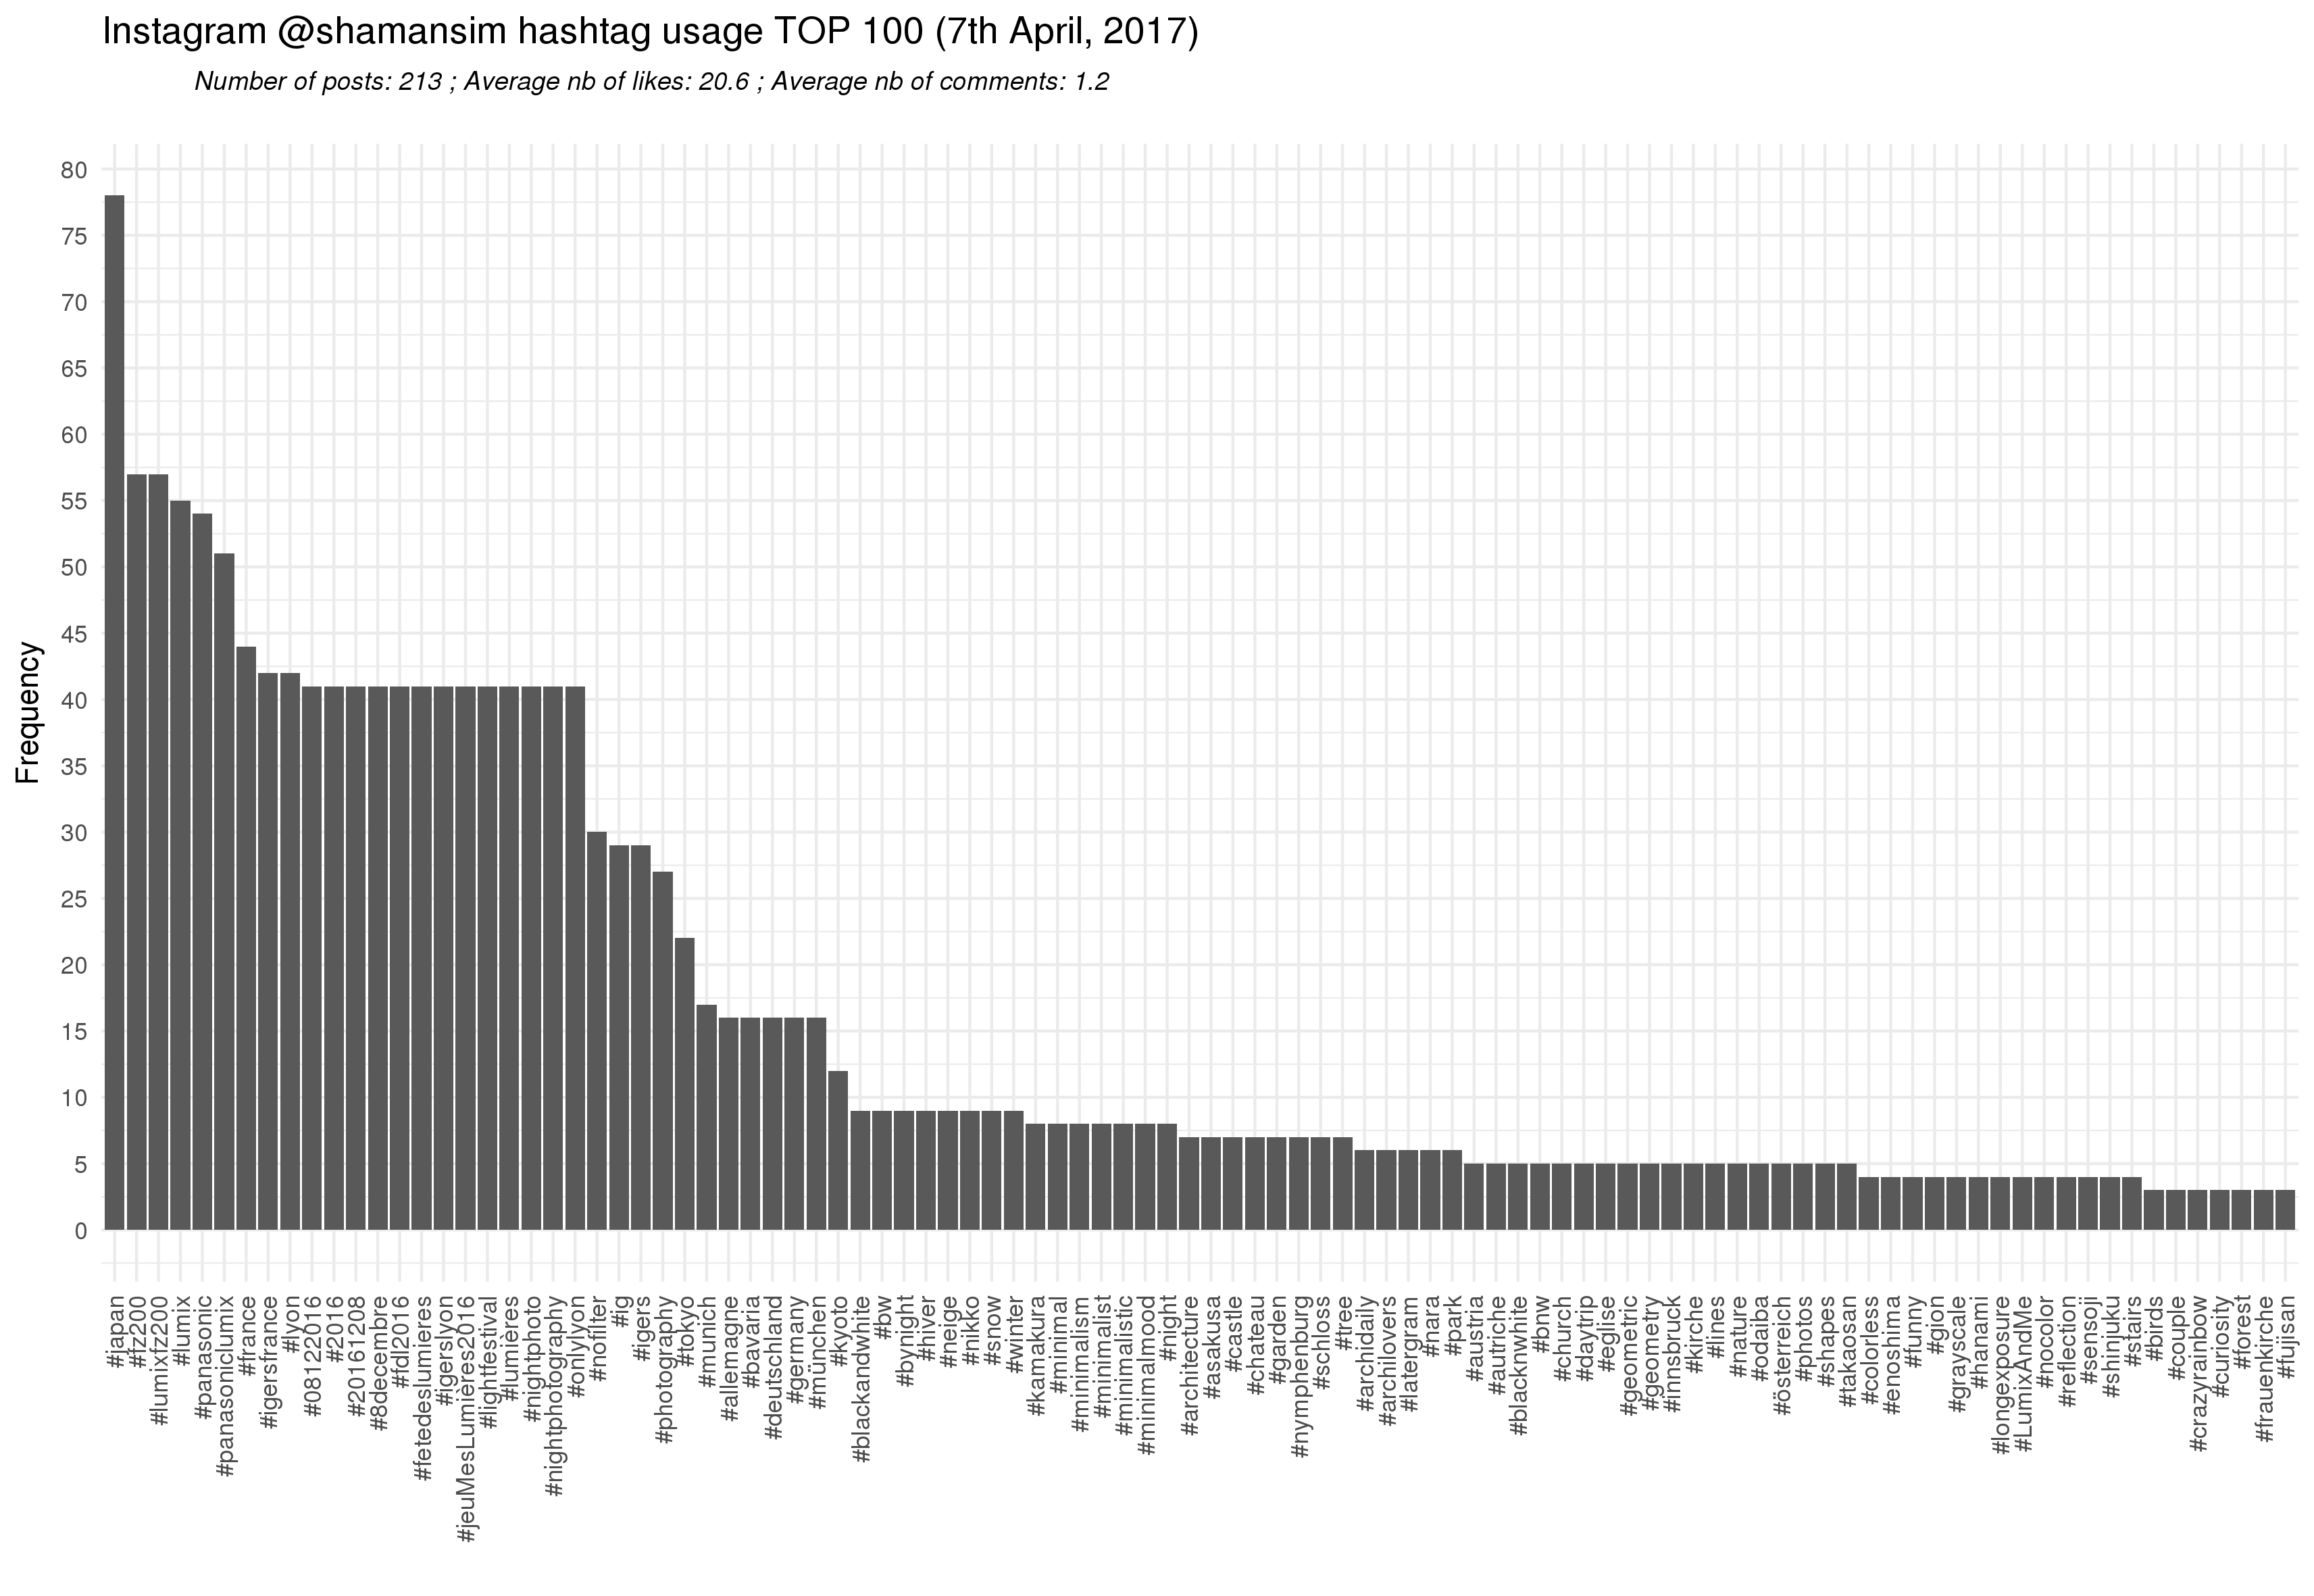 Instagram @shamansim hashtag usage TOP 100 (7th April, 2017)
Number of posts: 213 ; Average nb of likes: 20.6 ; Average nb of comments: 1.2
Frequency
80
75
70
65
60
55
50
45
40
35
30
25
20
15
10
5
0
#japan
#fz200
#lumixfz200
#lumix
#panasonic
#panasoniclumix
#france
#igersfrance
#lyon
#08122016
#2016
#20161208
#8decembre
#fdl2016
#fetedeslumieres
#igerslyon
#jeuMesLumières2016
#lightfestival
#lumières
#nightphoto
#nightphotography
#onlylyon
#nofilter
#ig
#igers
#photography
#tokyo
#munich
#allemagne
#bavaria
#deutschland
#germany
#münchen
#kyoto
#blackandwhite
#bw
#bynight
#hiver
#neige
#nikko
#snow
#winter
#kamakura
#minimal
#minimalism
#minimalist
#minimalistic
#minimalmood
#night
#architecture
#asakusa
#castle
#chateau
#garden
#nymphenburg
#schloss
#tree
#archidaily
#archilovers
#latergram
#nara
#park
#austria
#autriche
#blacknwhite
#bnw
#church
#daytrip
#eglise
#geometric
#geometry
#innsbruck
#kirche
#lines
#nature
#odaiba
#österreich
#photos
#shapes
#takaosan
#colorless
#enoshima
#funny
#gion
#grayscale
#hanami
#longexposure
#LumixAndMe
#nocolor
#reflection
#sensoji
#shinjuku
#stars
#birds
#couple
#crazyrainbow
#curiosity
#forest
#frauenkirche
#fujisan